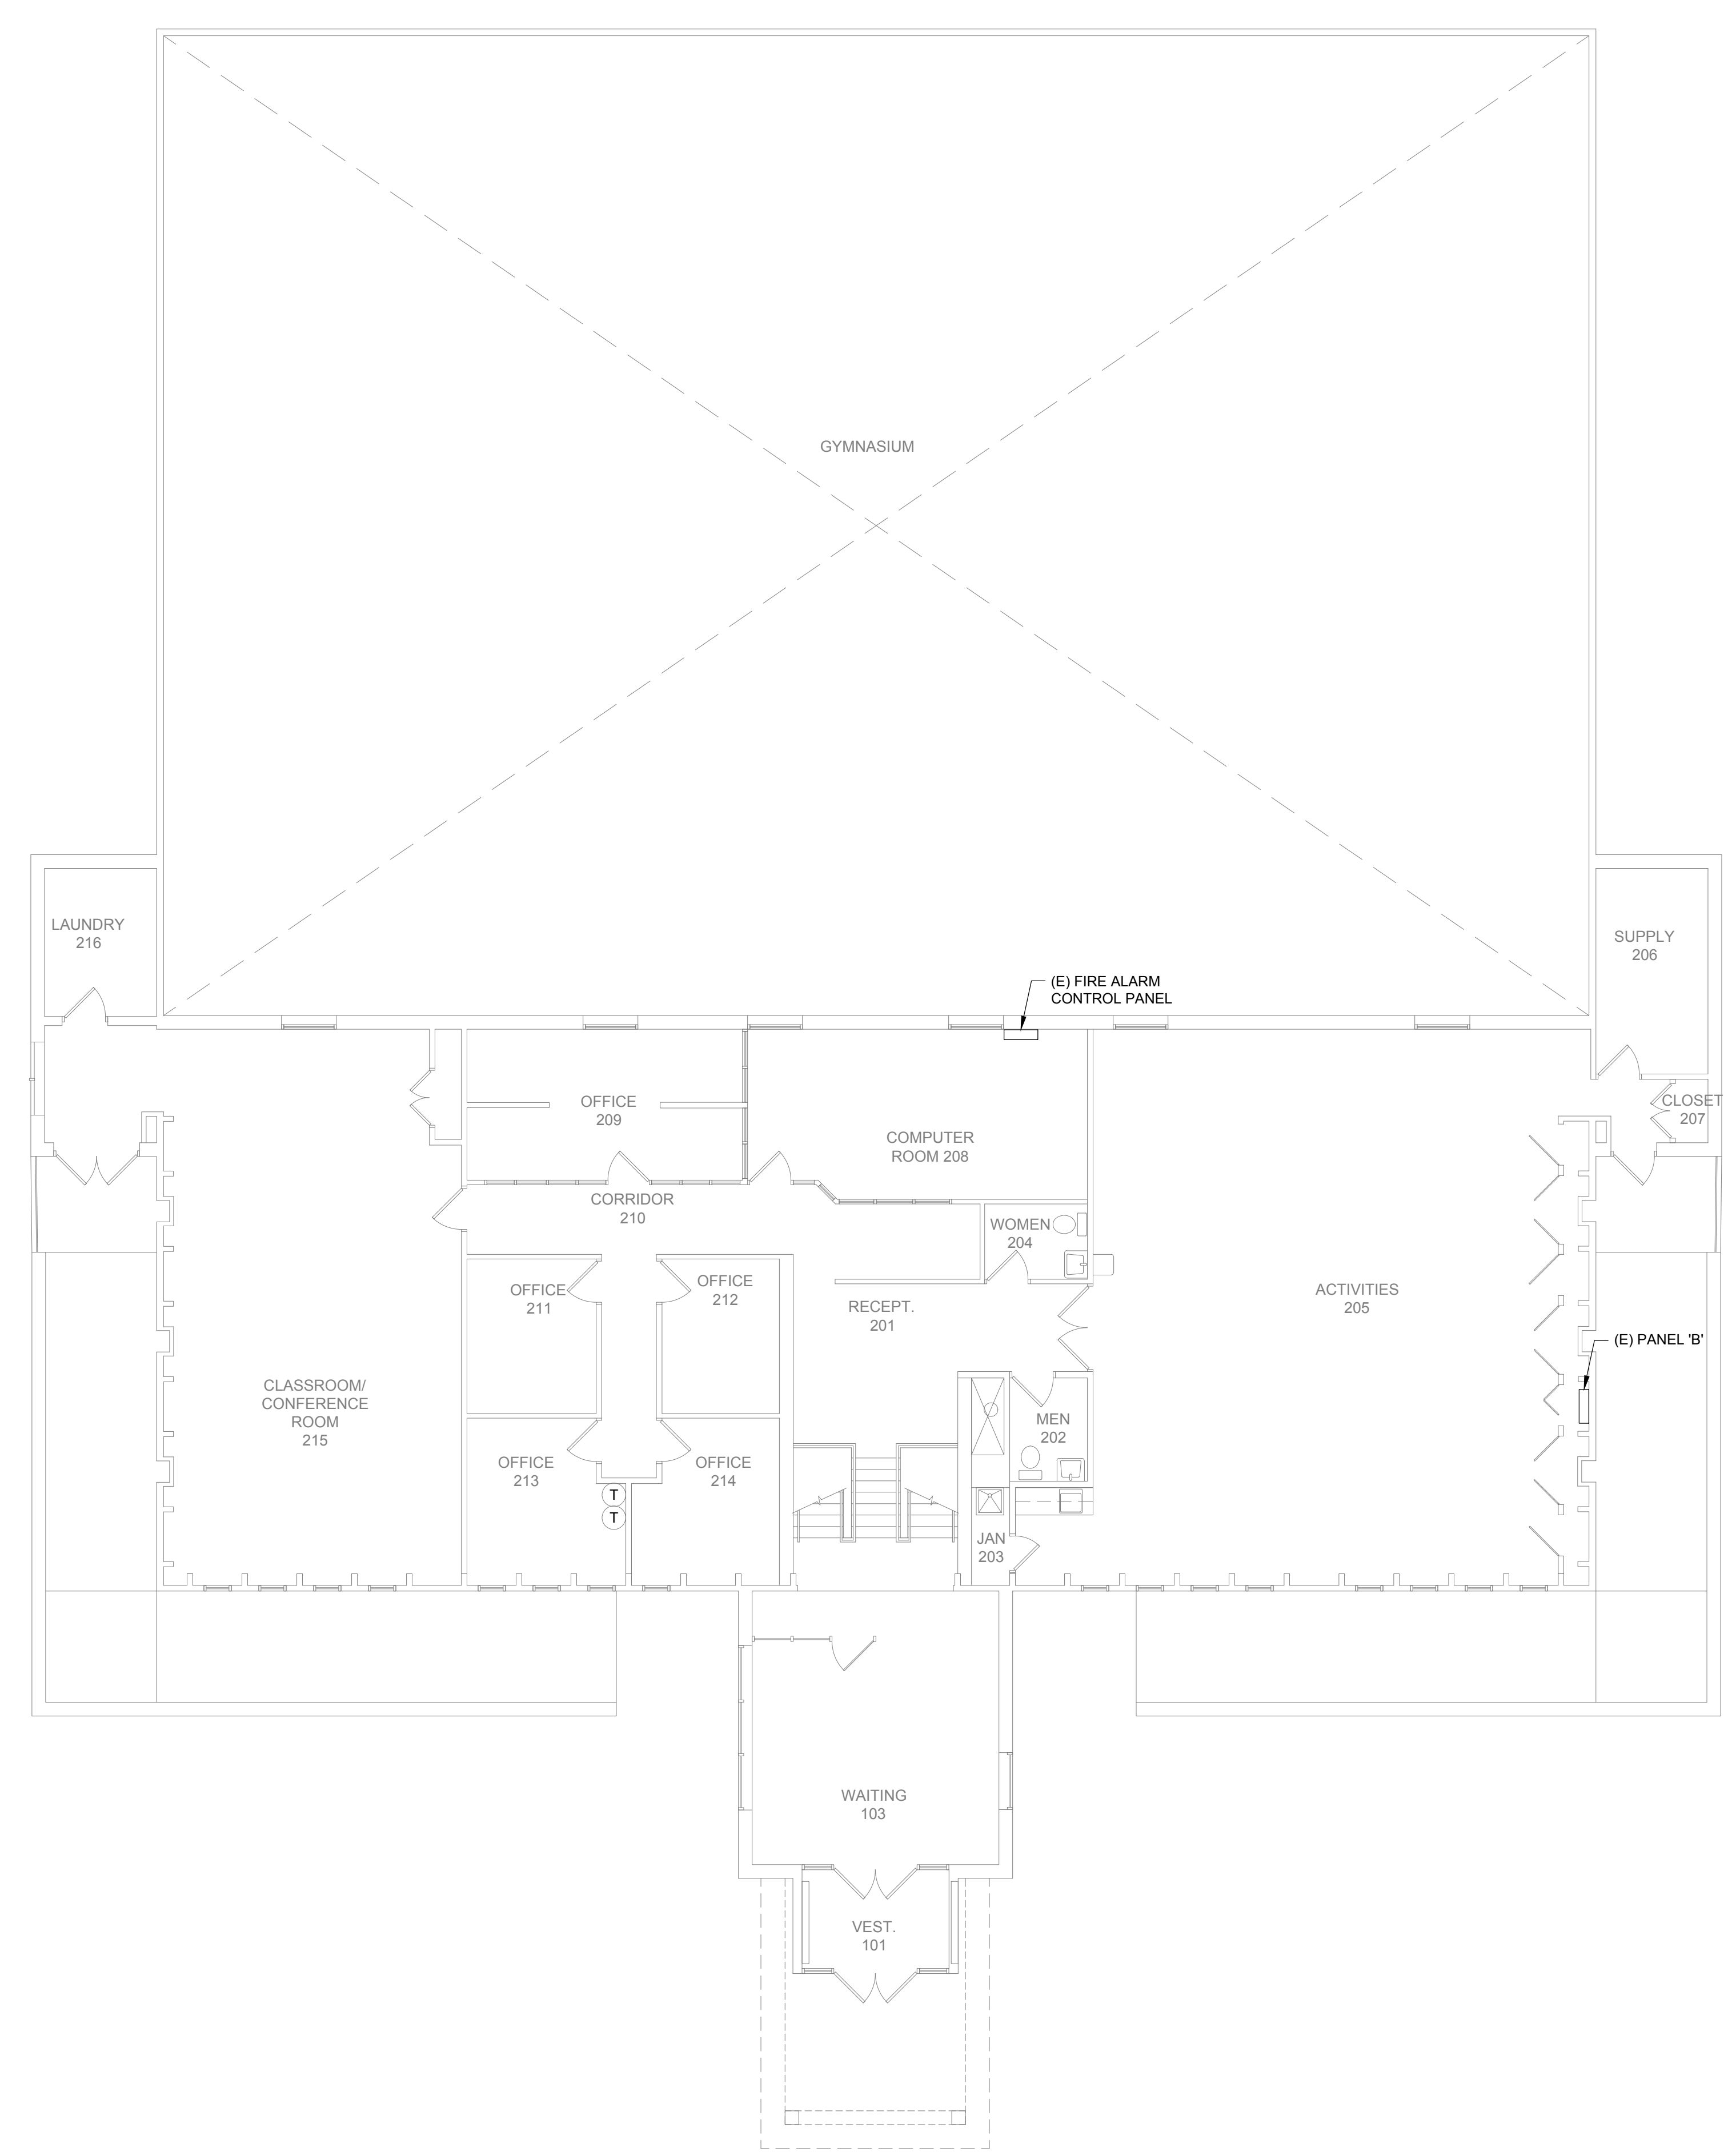 GYMNASIUM
LAUNDRY
216
SUPPLY
206
(E) FIRE ALARM
CONTROL PANEL
OFFICE
209
COMPUTER
ROOM 208
CLOSET
207
CORRIDOR
210
WOMEN
204
OFFICE
211
OFFICE
212
RECEPT.
201
ACTIVITIES
205
(E) PANEL 'B'
CLASSROOM/
CONFERENCE
ROOM
215
MEN
202
OFFICE
213
OFFICE
214
T
T
JAN
203
WAITING
103
VEST.
101